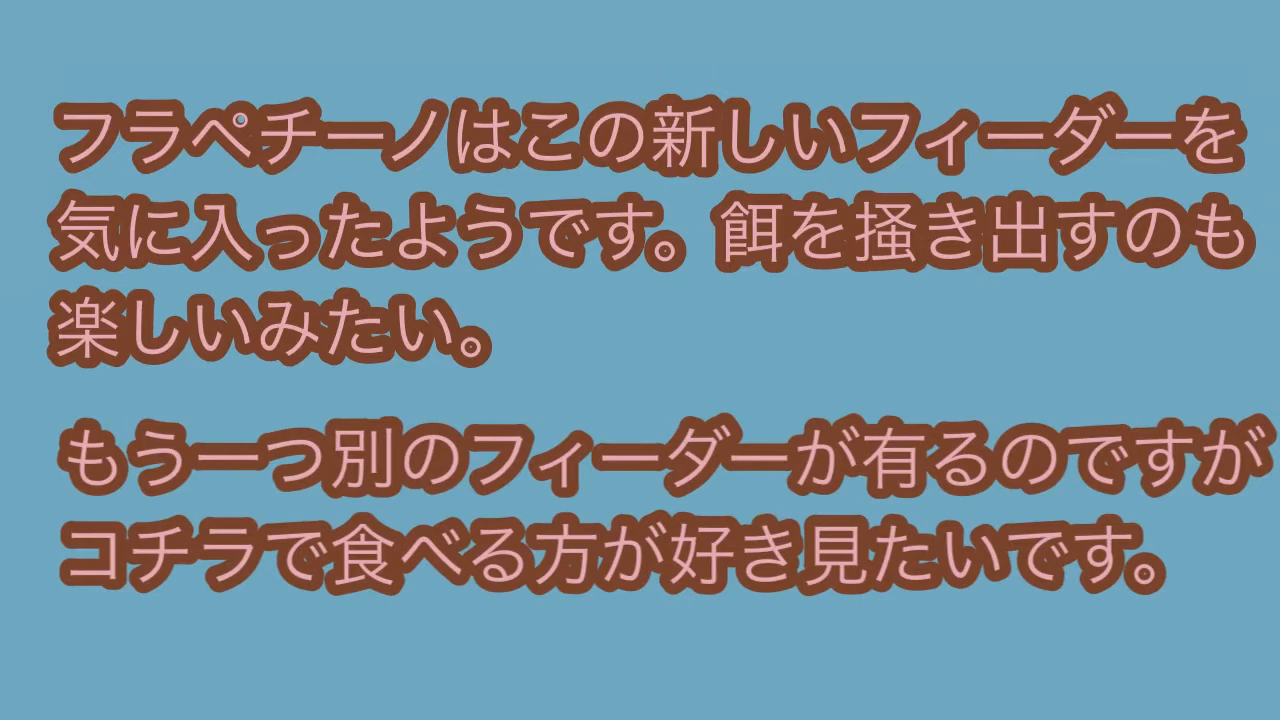 フラペチーノはこの新しいフィーダーを
気に入ったようです。餌を掻き出すのも
楽しいみたい。
もう一つ別のフィーダーが有るのですが
コチラで食べる方が好き見たいです。